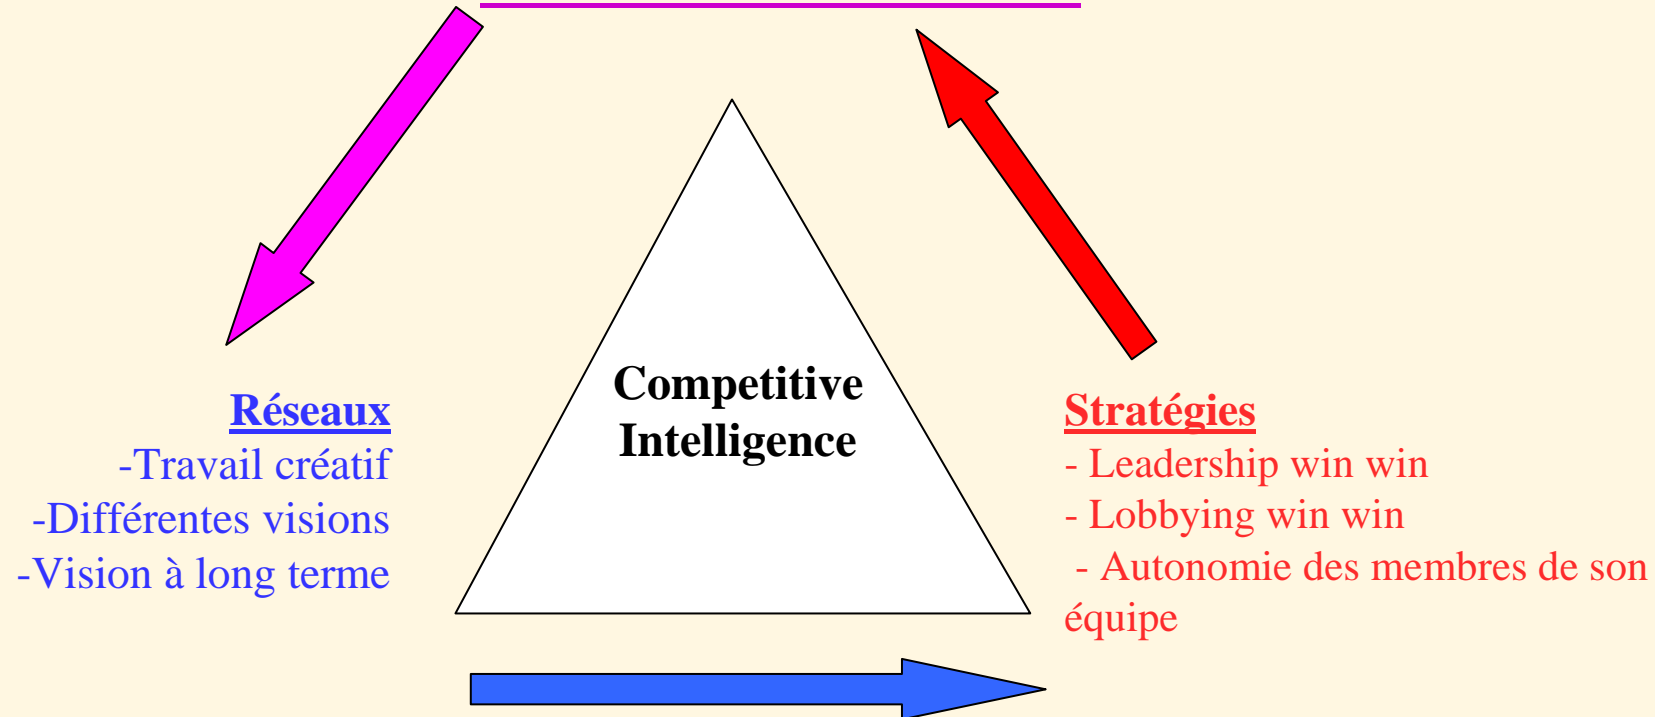 Competitive
Intelligence
Réseaux
-Travail créatif
-Différentes visions
-Vision à long terme
Stratégies
- Leadership win win
- Lobbying win win
- Autonomie des membres de son
équipe